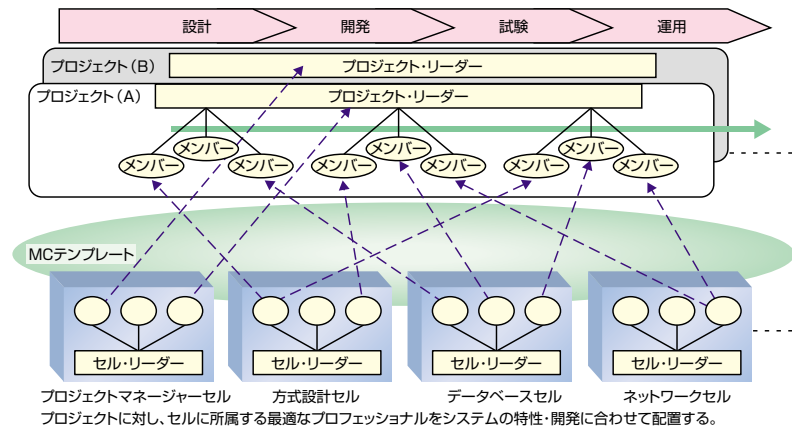 設計 開発 試験 運用
プロジェクト（B） プロジェクト・リーダー
プロジェクト（A） プロジェクト・リーダー
メンバー メンバー メンバー
メンバー メンバー メンバー メンバー メンバー メンバー
MCテンプレート
セル・リーダー セル・リーダー セル・リーダー セル・リーダー
プロジェクトマネージャーセル 方式設計セル データベースセル ネットワークセル
プロジェクトに対し、セルに所属する最適なプロフェッショナルをシステムの特性・開発に合わせて配置する。